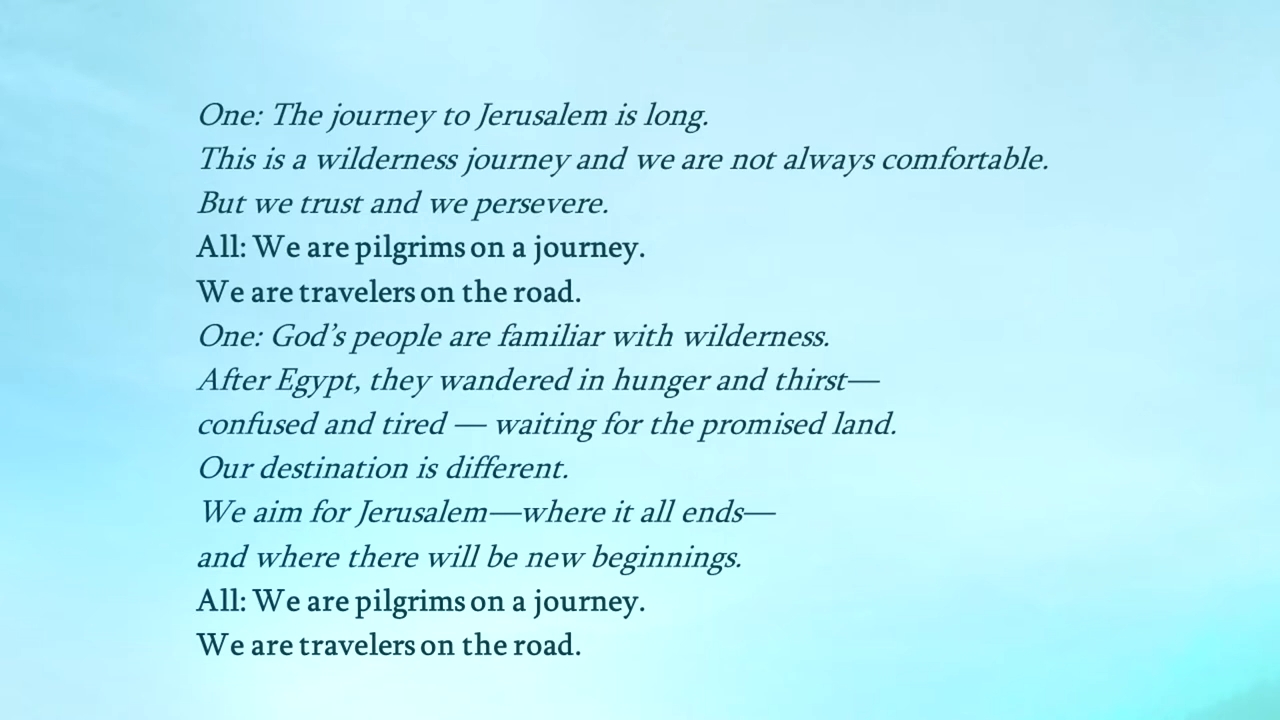 One: The journey to Jerusalem is long.
This is a wilderness journey and we are not always comfortable.
But we trust and we persevere.
All: We are pilgrims on a journey.
We are travelers on the road.
One: God’s people are familiar with wilderness.
After Egypt, they wandered in hunger and thirst—
confused and tired — waiting for the promised land.
Our destination is different.
We aim for Jerusalem—where it all ends—
and where there will be new beginnings.
All: We are pilgrims on a journey.
We are travelers on the road.